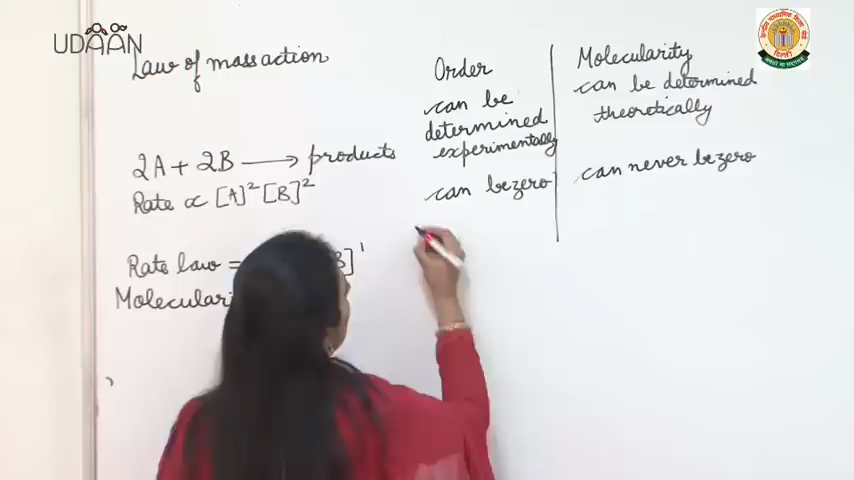 UDAAN
Law of mass action
2A + 2B ⟶ products
Rate ∝ [A]² [B]²
Rate law =
B]¹
Order
can be
determined
experimentally
can be zero
Molecularity
can be determined
theoretically
can never be zero